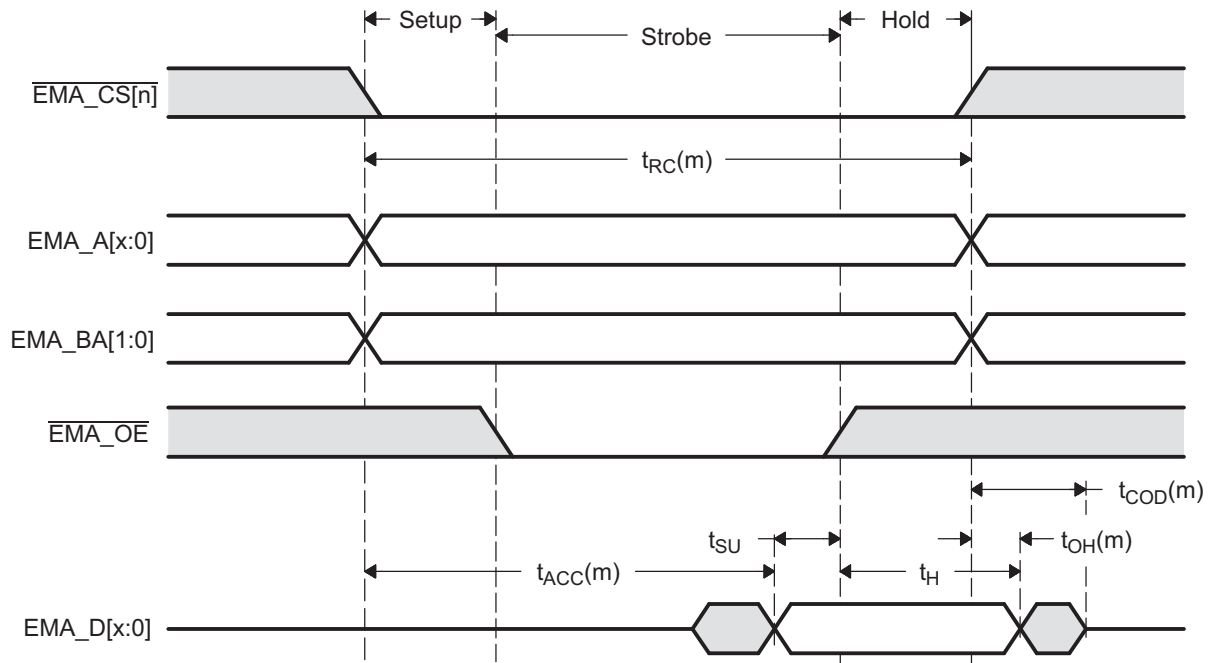 Setup
Strobe
Hold
EMA_CS[n]
tRC(m)
EMA_A[x:0]
EMA_BA[1:0]
EMA_OE
tCOD(m)
tSU
tOH(m)
tACC(m)
tH
EMA_D[x:0]